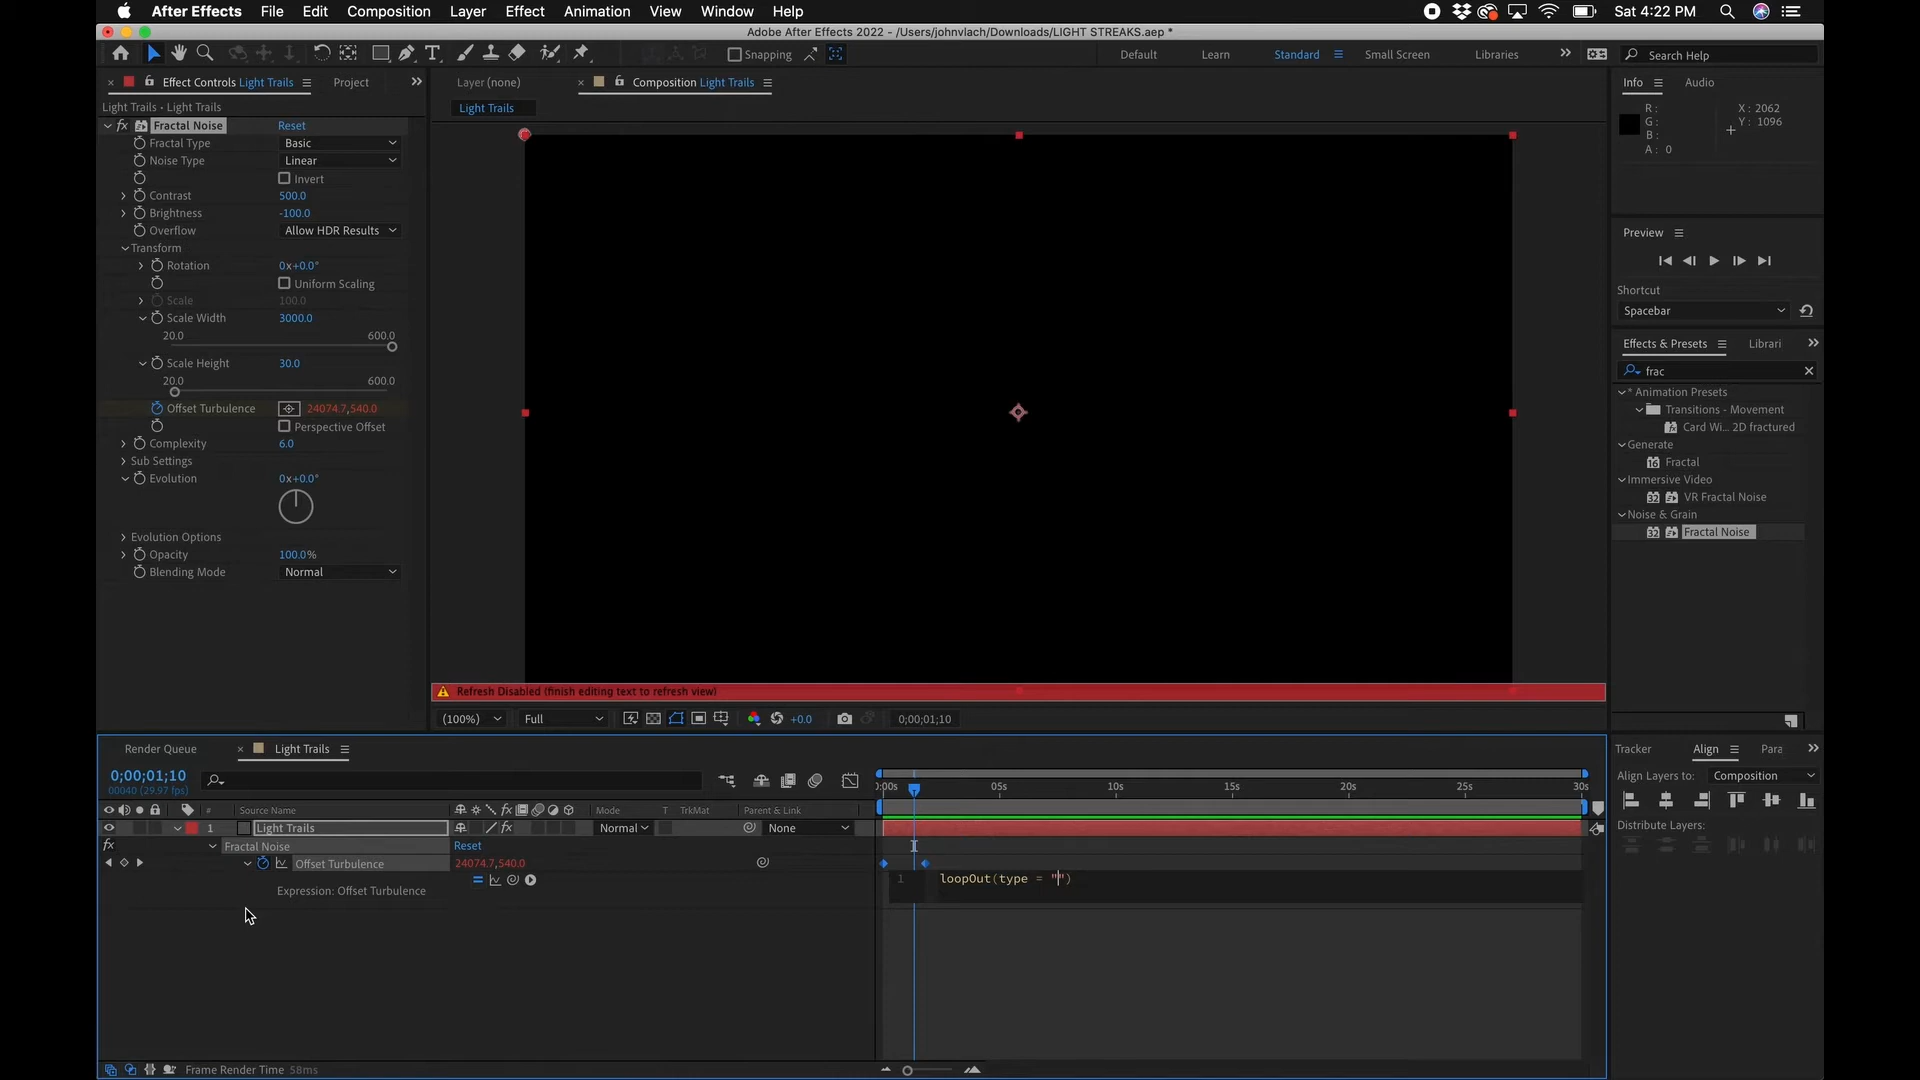 After Effects File Edit Composition Layer Effect Animation View Window Help Sat 4:22 PM
Adobe After Effects 2022 - /Users/johnvlach/Downloads/LIGHT STREAKS.aep *
Snapping Default Learn Standard Small Screen Libraries Search Help
Effect Controls Light Trails Project Layer (none) Composition Light Trails Info Audio
Light Trails • Light Trails
Light Trails
fx Fractal Noise Reset
Fractal Type Basic
Noise Type Linear
Invert
Contrast 500.0
Brightness -100.0
Overflow Allow HDR Results
Transform
Rotation 0x+0.0°
Uniform Scaling
Scale 100.0
Scale Width 3000.0
20.0 600.0
Scale Height 30.0
20.0 600.0
Offset Turbulence 24074.7,540.0
Perspective Offset
Complexity 6.0
Sub Settings
Evolution 0x+0.0°
Evolution Options
Opacity 100.0%
Blending Mode Normal
R:
G:
B:
A: 0
X: 2062
Y: 1096
Preview
Shortcut
Spacebar
Effects & Presets Librari
frac
* Animation Presets
Transitions - Movement
Card Wi... 2D fractured
Generate
16 Fractal
Immersive Video
32 VR Fractal Noise
Noise & Grain
32 Fractal Noise
Refresh Disabled (finish editing text to refresh view)
(100%) Full +0.0 0;00;01;10
Render Queue Light Trails
0;00;01;10
00040 (29.97 fps)
# Source Name fx Mode T TrkMat Parent & Link
1 Light Trails fx Normal None
fx Fractal Noise Reset
Offset Turbulence 24074.7,540.0
Expression: Offset Turbulence
):00s 05s 10s 15s 20s 25s 30s
1 loopOut(type = "")
Tracker Align Para
Align Layers to: Composition
Distribute Layers:
Frame Render Time 58ms